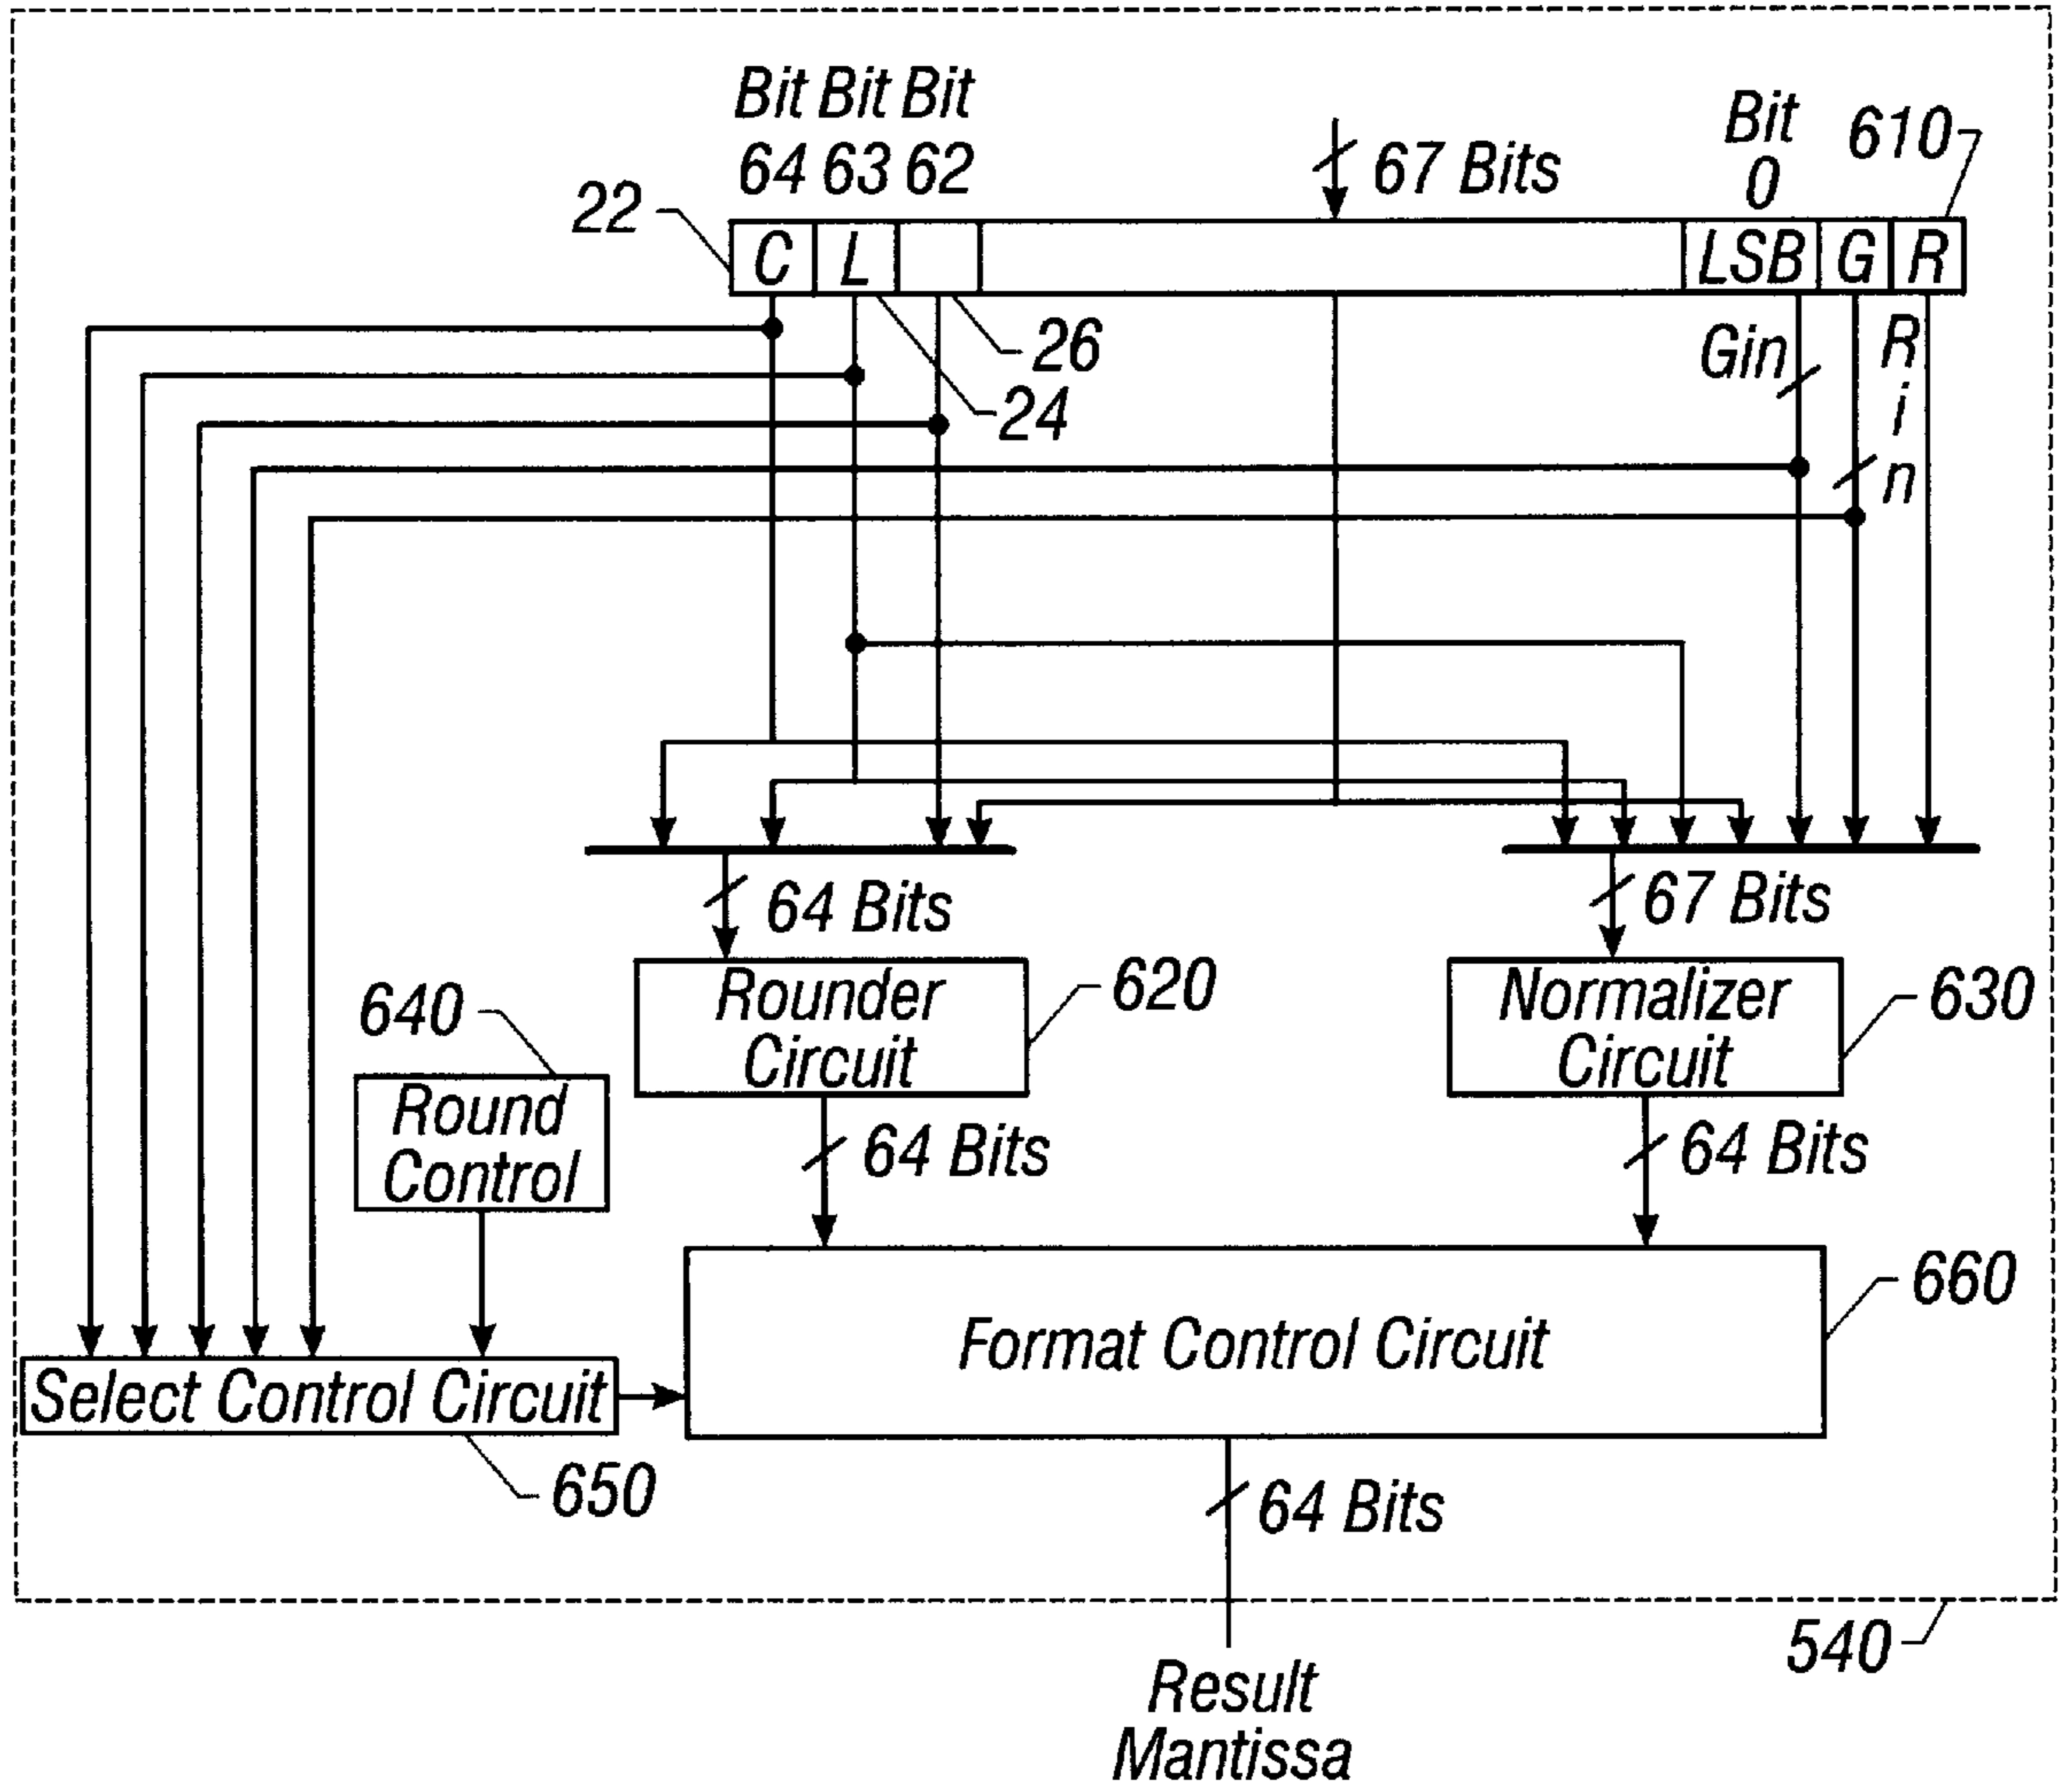 Bit Bit Bit
64 63 62
67 Bits
Bit
0
610
22
C L LSB G R
26
24
Gin
R
i
n
64 Bits
67 Bits
Rounder
Circuit
620
Normalizer
Circuit
630
640
Round
Control
64 Bits
64 Bits
Format Control Circuit
660
Select Control Circuit
650
64 Bits
540
Result
Mantissa